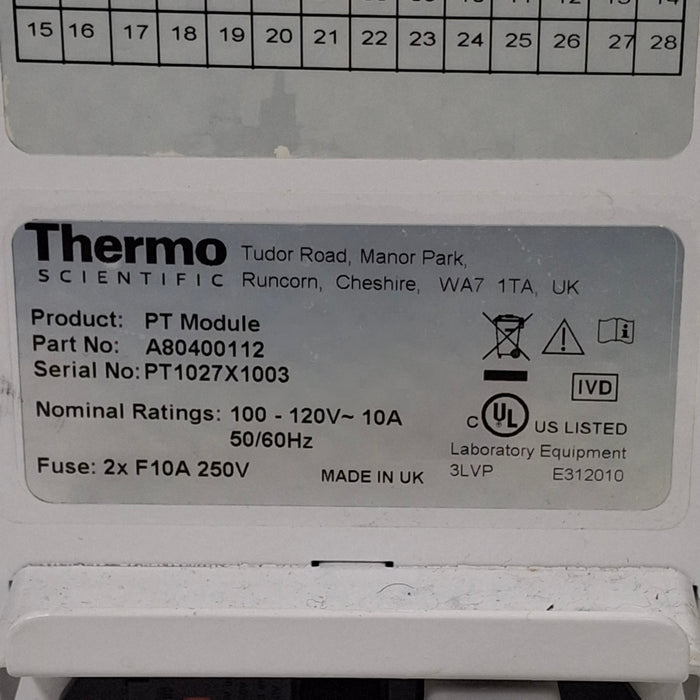 15 16 17 18 19 20 21 22 23 24 25 26 27 28
Thermo
SCIENTIFIC
Tudor Road, Manor Park,
Runcorn, Cheshire, WA7 1TA, UK
Product: PT Module
Part No: A80400112
Serial No: PT1027X1003
Nominal Ratings: 100 - 120V~ 10A
50/60Hz
Fuse: 2x F10A 250V
MADE IN UK
i
IVD
C UL US LISTED
Laboratory Equipment
3LVP E312010